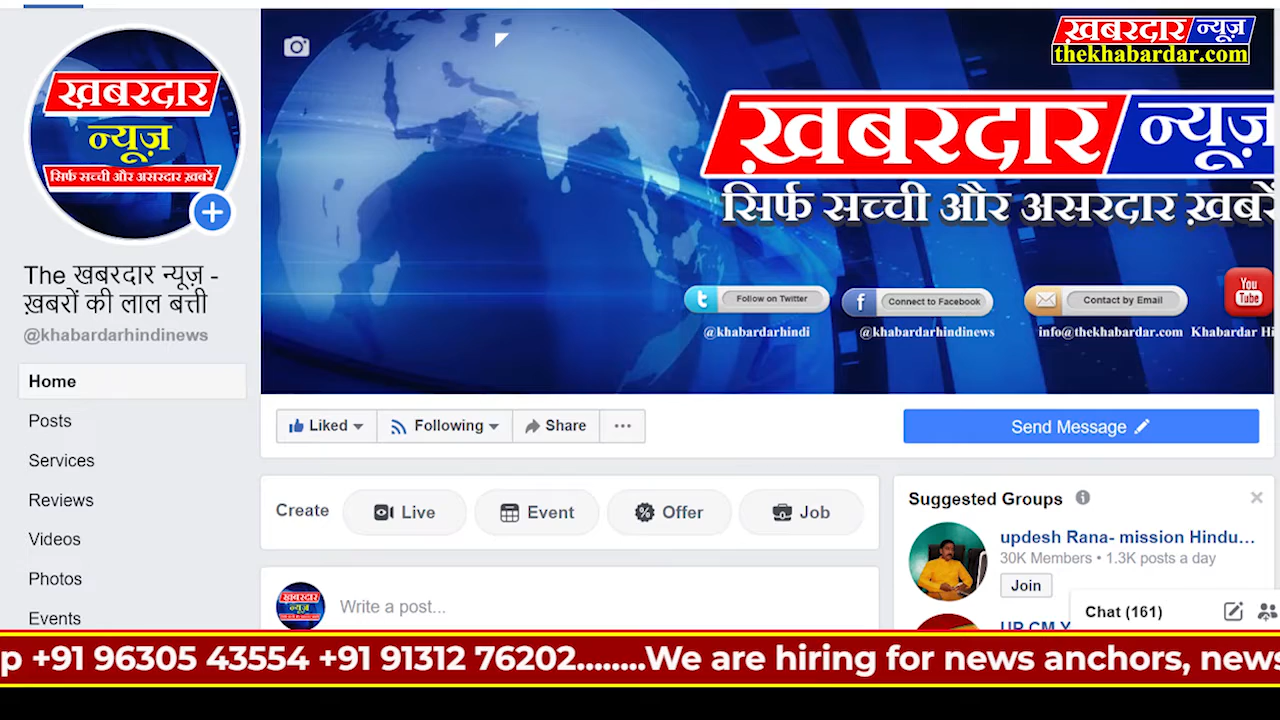 ख़बरदार
न्यूज़
सिर्फ सच्ची और असरदार ख़बरें
The खबरदार न्यूज़ -
ख़बरों की लाल बत्ती
@khabardarhindinews
Home
Posts
Services
Reviews
Videos
Photos
Events
ख़बरदार न्यूज़
thekhabardar.com
ख़बरदार न्यूज़
सिर्फ सच्ची और असरदार ख़बरें
Follow on Twitter
@khabardarhindi
Connect to Facebook
@khabardarhindinews
Contact by Email
info@thekhabardar.com
You
Tube
Khabardar Hi
Liked
Following
Share
Send Message
Create
Live
Event
Offer
Job
ख़बरदार
न्यूज़
Write a post...
Suggested Groups
updesh Rana- mission Hindu...
30K Members • 1.3K posts a day
Join
UP CM Y
Chat (161)
p +91 96305 43554 +91 91312 76202........We are hiring for news anchors, news